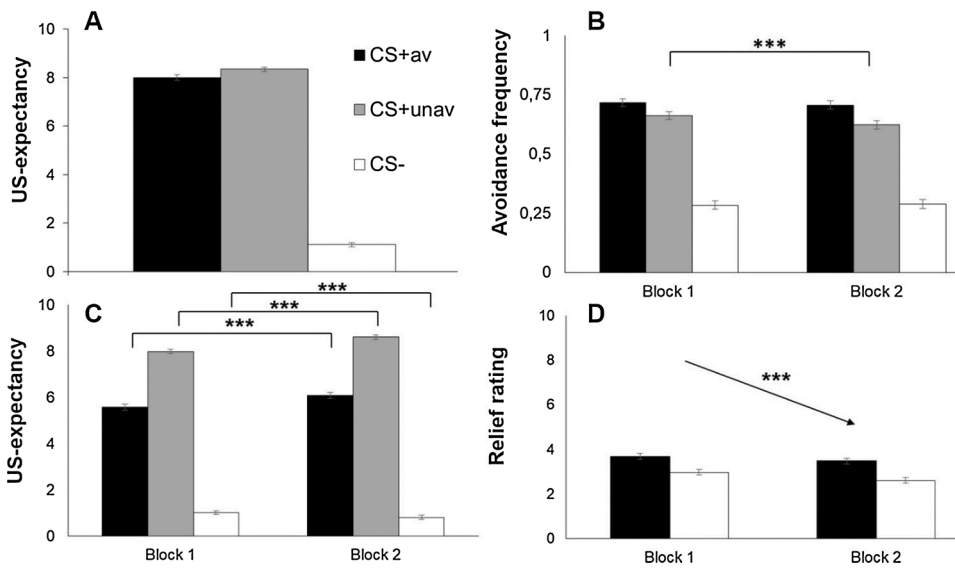 A
US-expectancy
10
8
6
4
2
0
CS+av
CS+unav
CS-
B
Avoidance frequency
1
0,75
0,5
0,25
0
***
Block 1
Block 2
C
US-expectancy
10
8
6
4
2
0
***
***
***
Block 1
Block 2
D
Relief rating
10
8
6
4
2
0
***
Block 1
Block 2